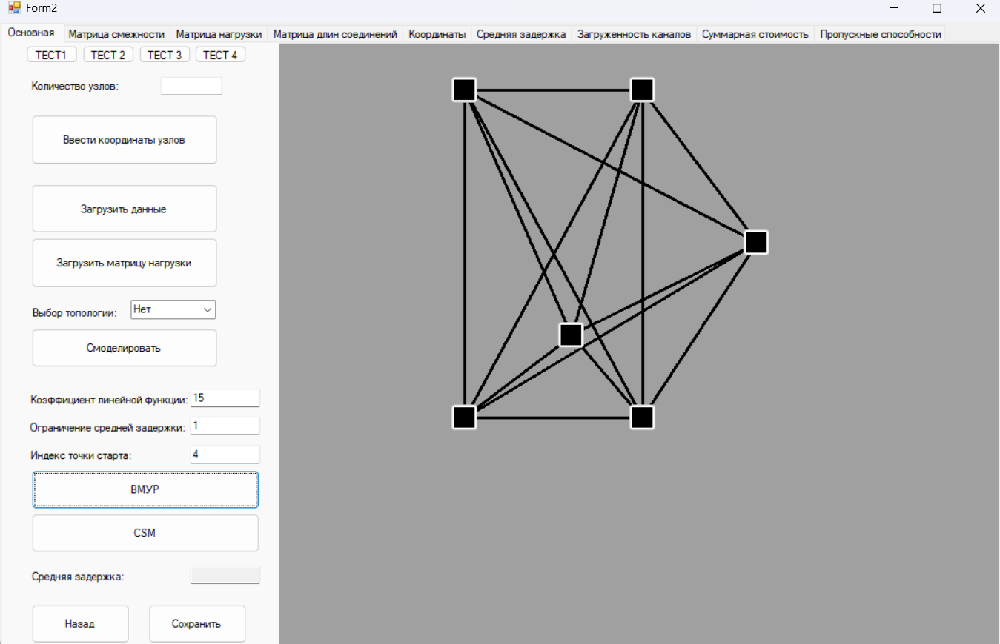 Form2
Основная Матрица смежности Матрица нагрузки Матрица длин соединений Координаты Средняя задержка Загруженность каналов Суммарная стоимость Пропускные способности
ТЕСТ1 ТЕСТ 2 ТЕСТ 3 ТЕСТ 4
Количество узлов:
Ввести координаты узлов
Загрузить данные
Загрузить матрицу нагрузки
Выбор топологии: Нет
Смоделировать
Коэффициент линейной функции: 15
Ограничение средней задержки: 1
Индекс точки старта: 4
ВМУР
CSM
Средняя задержка:
Назад Сохранить